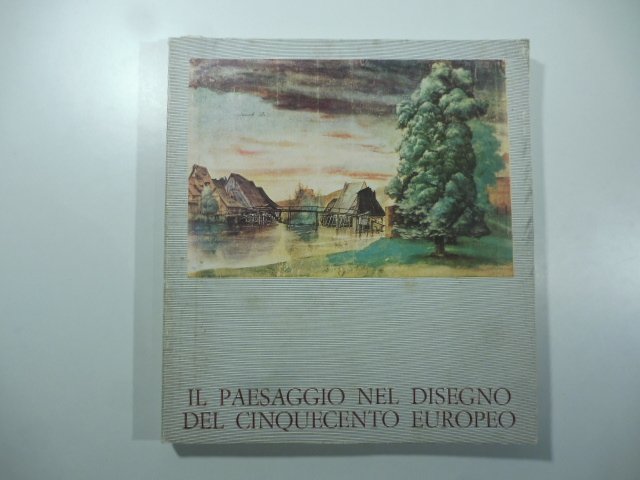 IL PAESAGGIO NEL DISEGNO
DEL CINQUECENTO EUROPEO